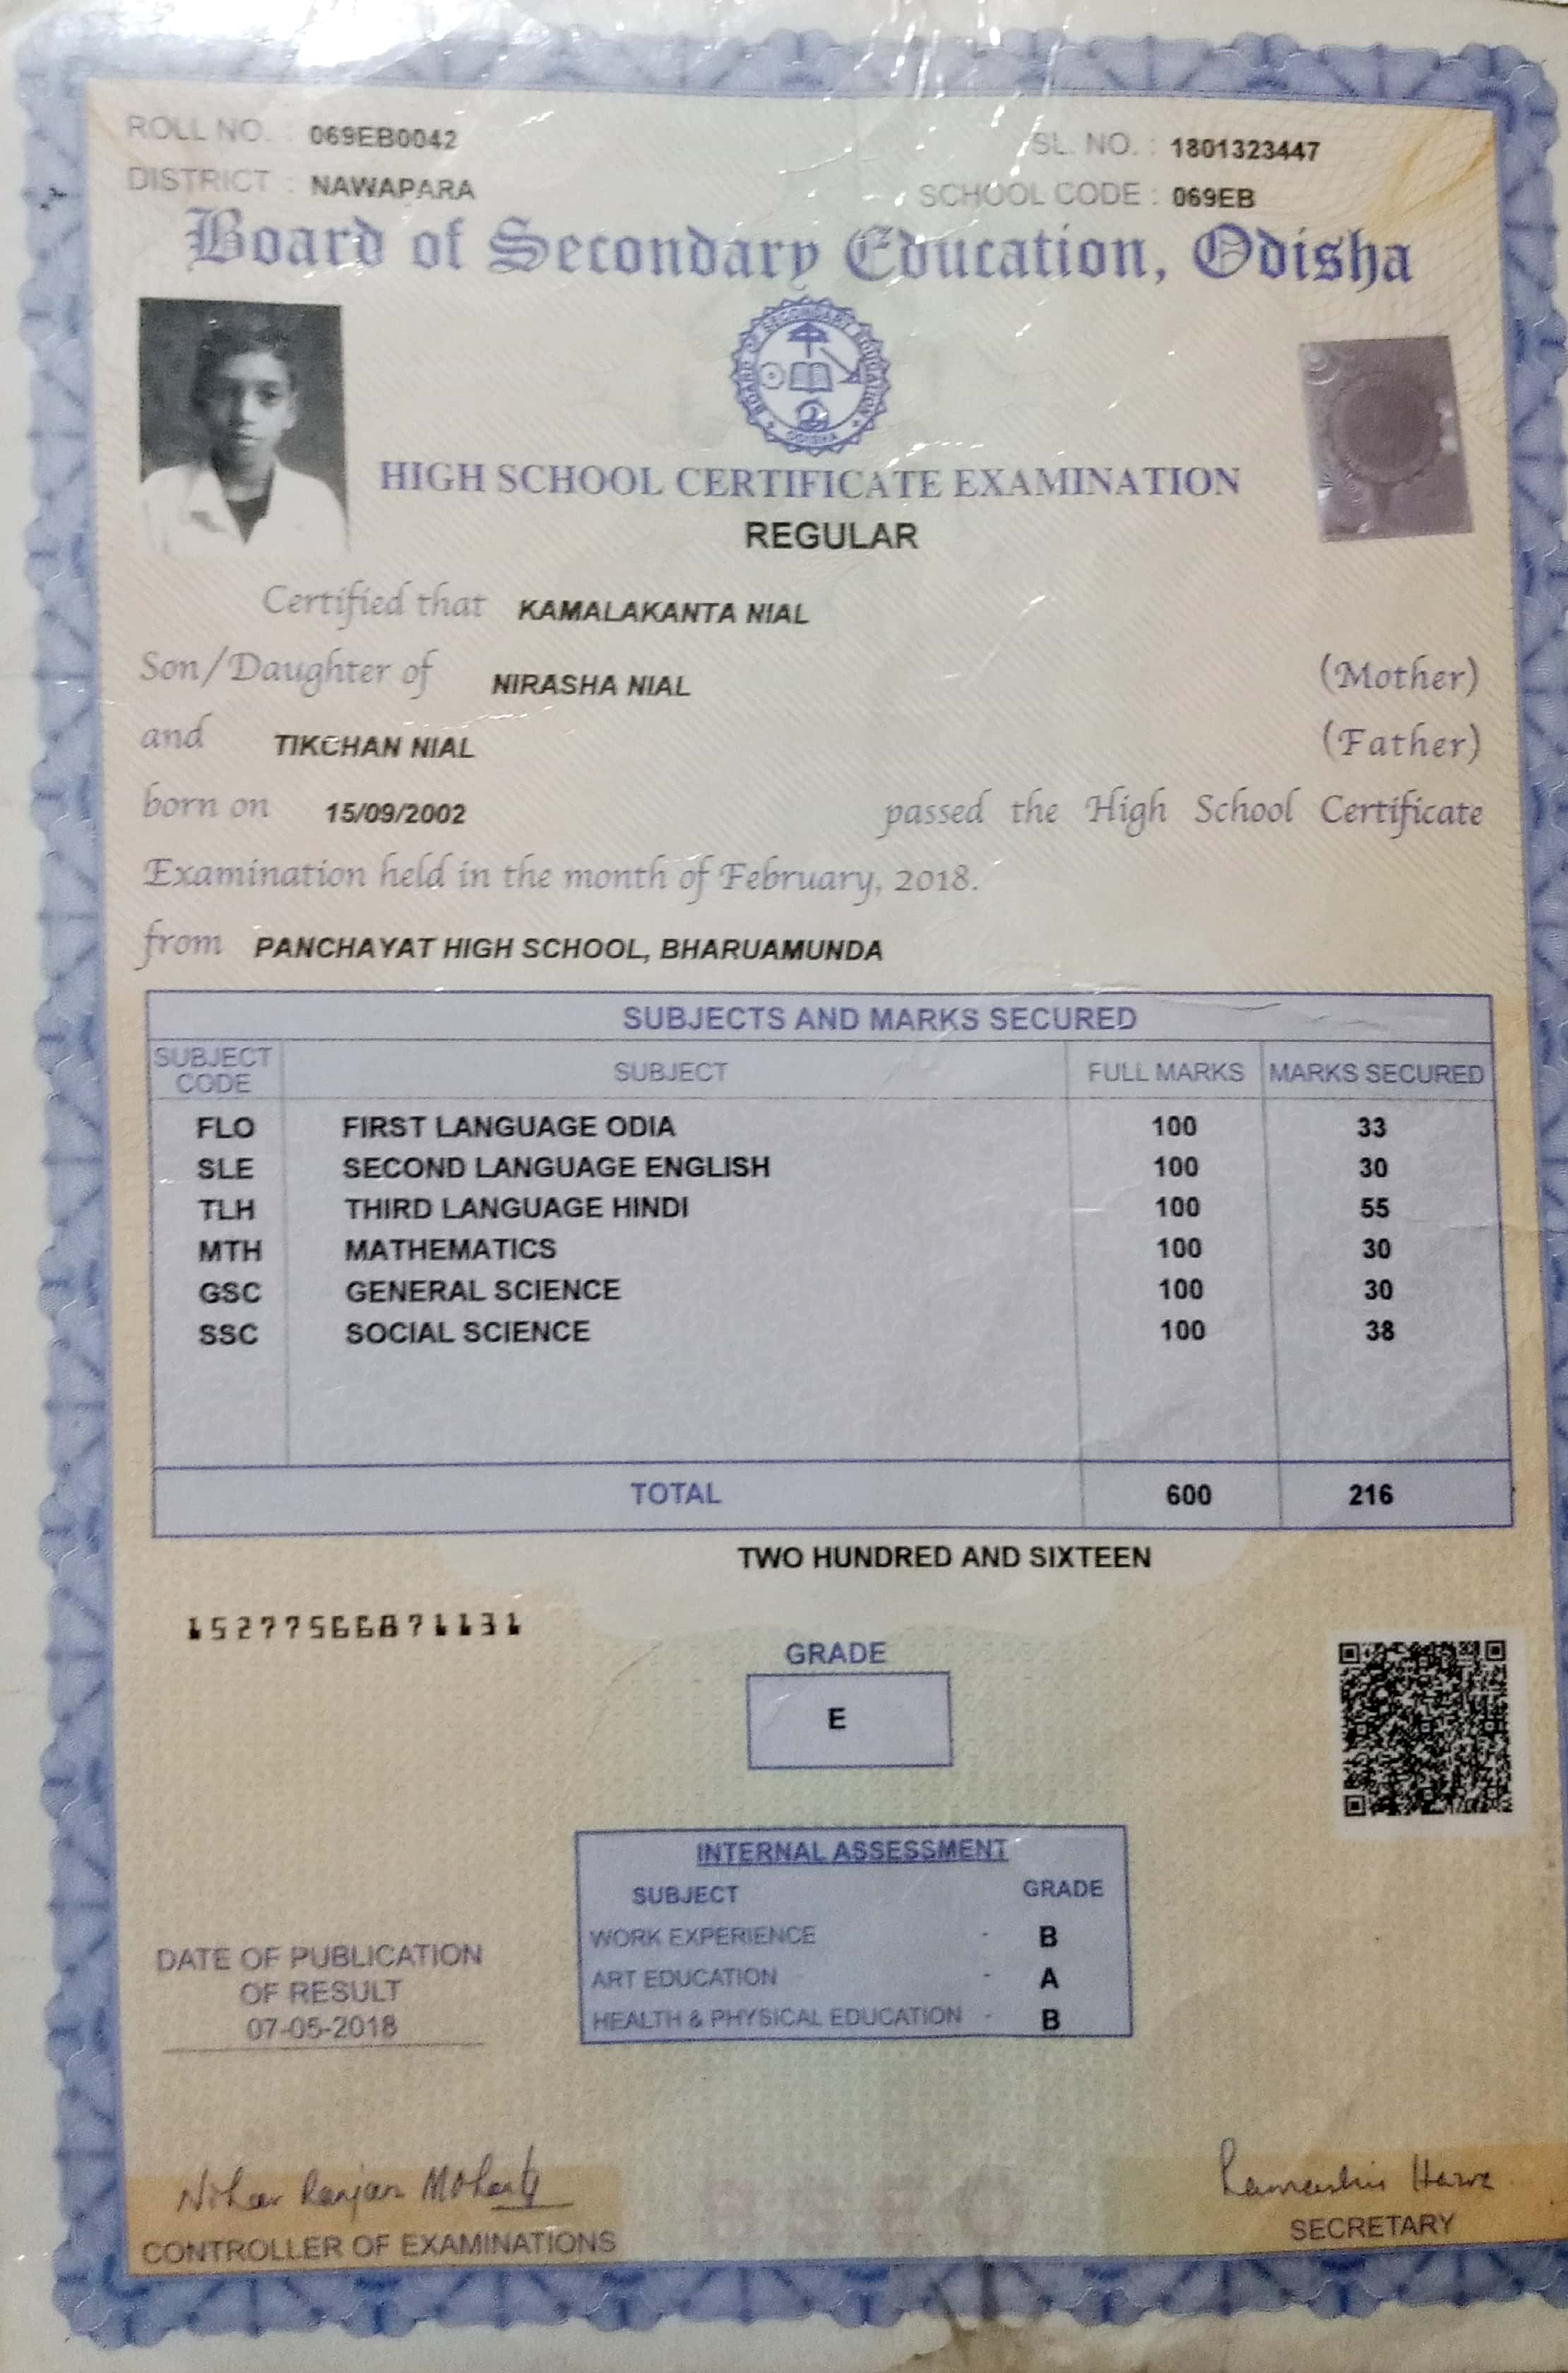 ROLL NO. : 069EB0042
SL. NO. : 1801323447
DISTRICT : NAWAPARA
SCHOOL CODE : 069EB
Board of Secondary Education, Odisha
BOARD OF SECONDARY EDUCATION
ODISHA
HIGH SCHOOL CERTIFICATE EXAMINATION
REGULAR
Certified that KAMALAKANTA NIAL
Son/Daughter of NIRASHA NIAL (Mother)
and TIKCHAN NIAL (Father)
born on 15/09/2002 passed the High School Certificate
Examination held in the month of February, 2018.
from PANCHAYAT HIGH SCHOOL, BHARUAMUNDA
SUBJECTS AND MARKS SECURED
SUBJECT CODE SUBJECT FULL MARKS MARKS SECURED
FLO FIRST LANGUAGE ODIA 100 33
SLE SECOND LANGUAGE ENGLISH 100 30
TLH THIRD LANGUAGE HINDI 100 55
MTH MATHEMATICS 100 30
GSC GENERAL SCIENCE 100 30
SSC SOCIAL SCIENCE 100 38
TOTAL 600 216
TWO HUNDRED AND SIXTEEN
15277566871131
GRADE
E
INTERNAL ASSESSMENT
SUBJECT GRADE
WORK EXPERIENCE - B
ART EDUCATION - A
HEALTH & PHYSICAL EDUCATION - B
DATE OF PUBLICATION
OF RESULT
07-05-2018
Nihar Ranjan Mohanty
CONTROLLER OF EXAMINATIONS
SECRETARY